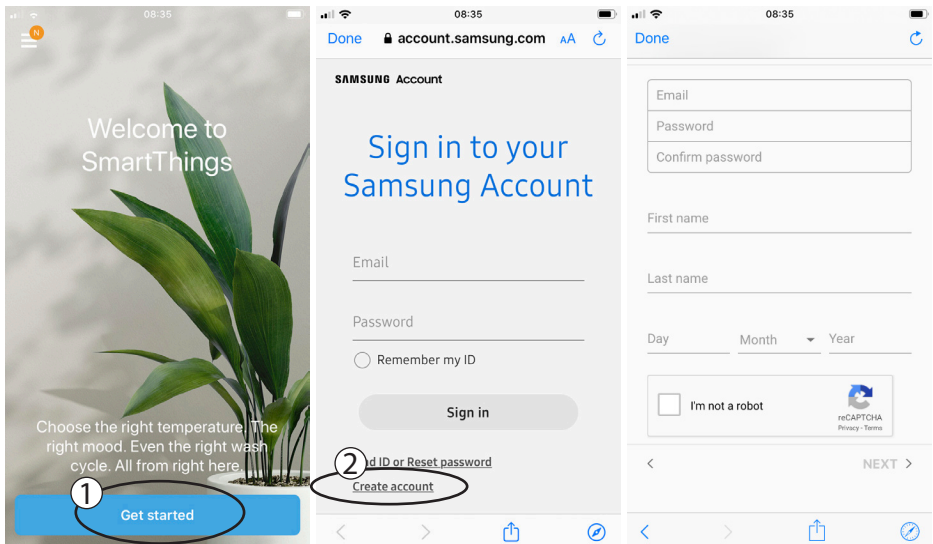 08:35
N
Welcome to
SmartThings
Choose the right temperature. The
right mood. Even the right wash
cycle. All from right here.
1
Get started
08:35
Done account.samsung.com AA
SAMSUNG Account
Sign in to your
Samsung Account
Email
Password
Remember my ID
Sign in
2
ID or Reset password
Create account
08:35
Done
Email
Password
Confirm password
First name
Last name
Day Month Year
I'm not a robot
reCAPTCHA
Privacy - Terms
< NEXT >